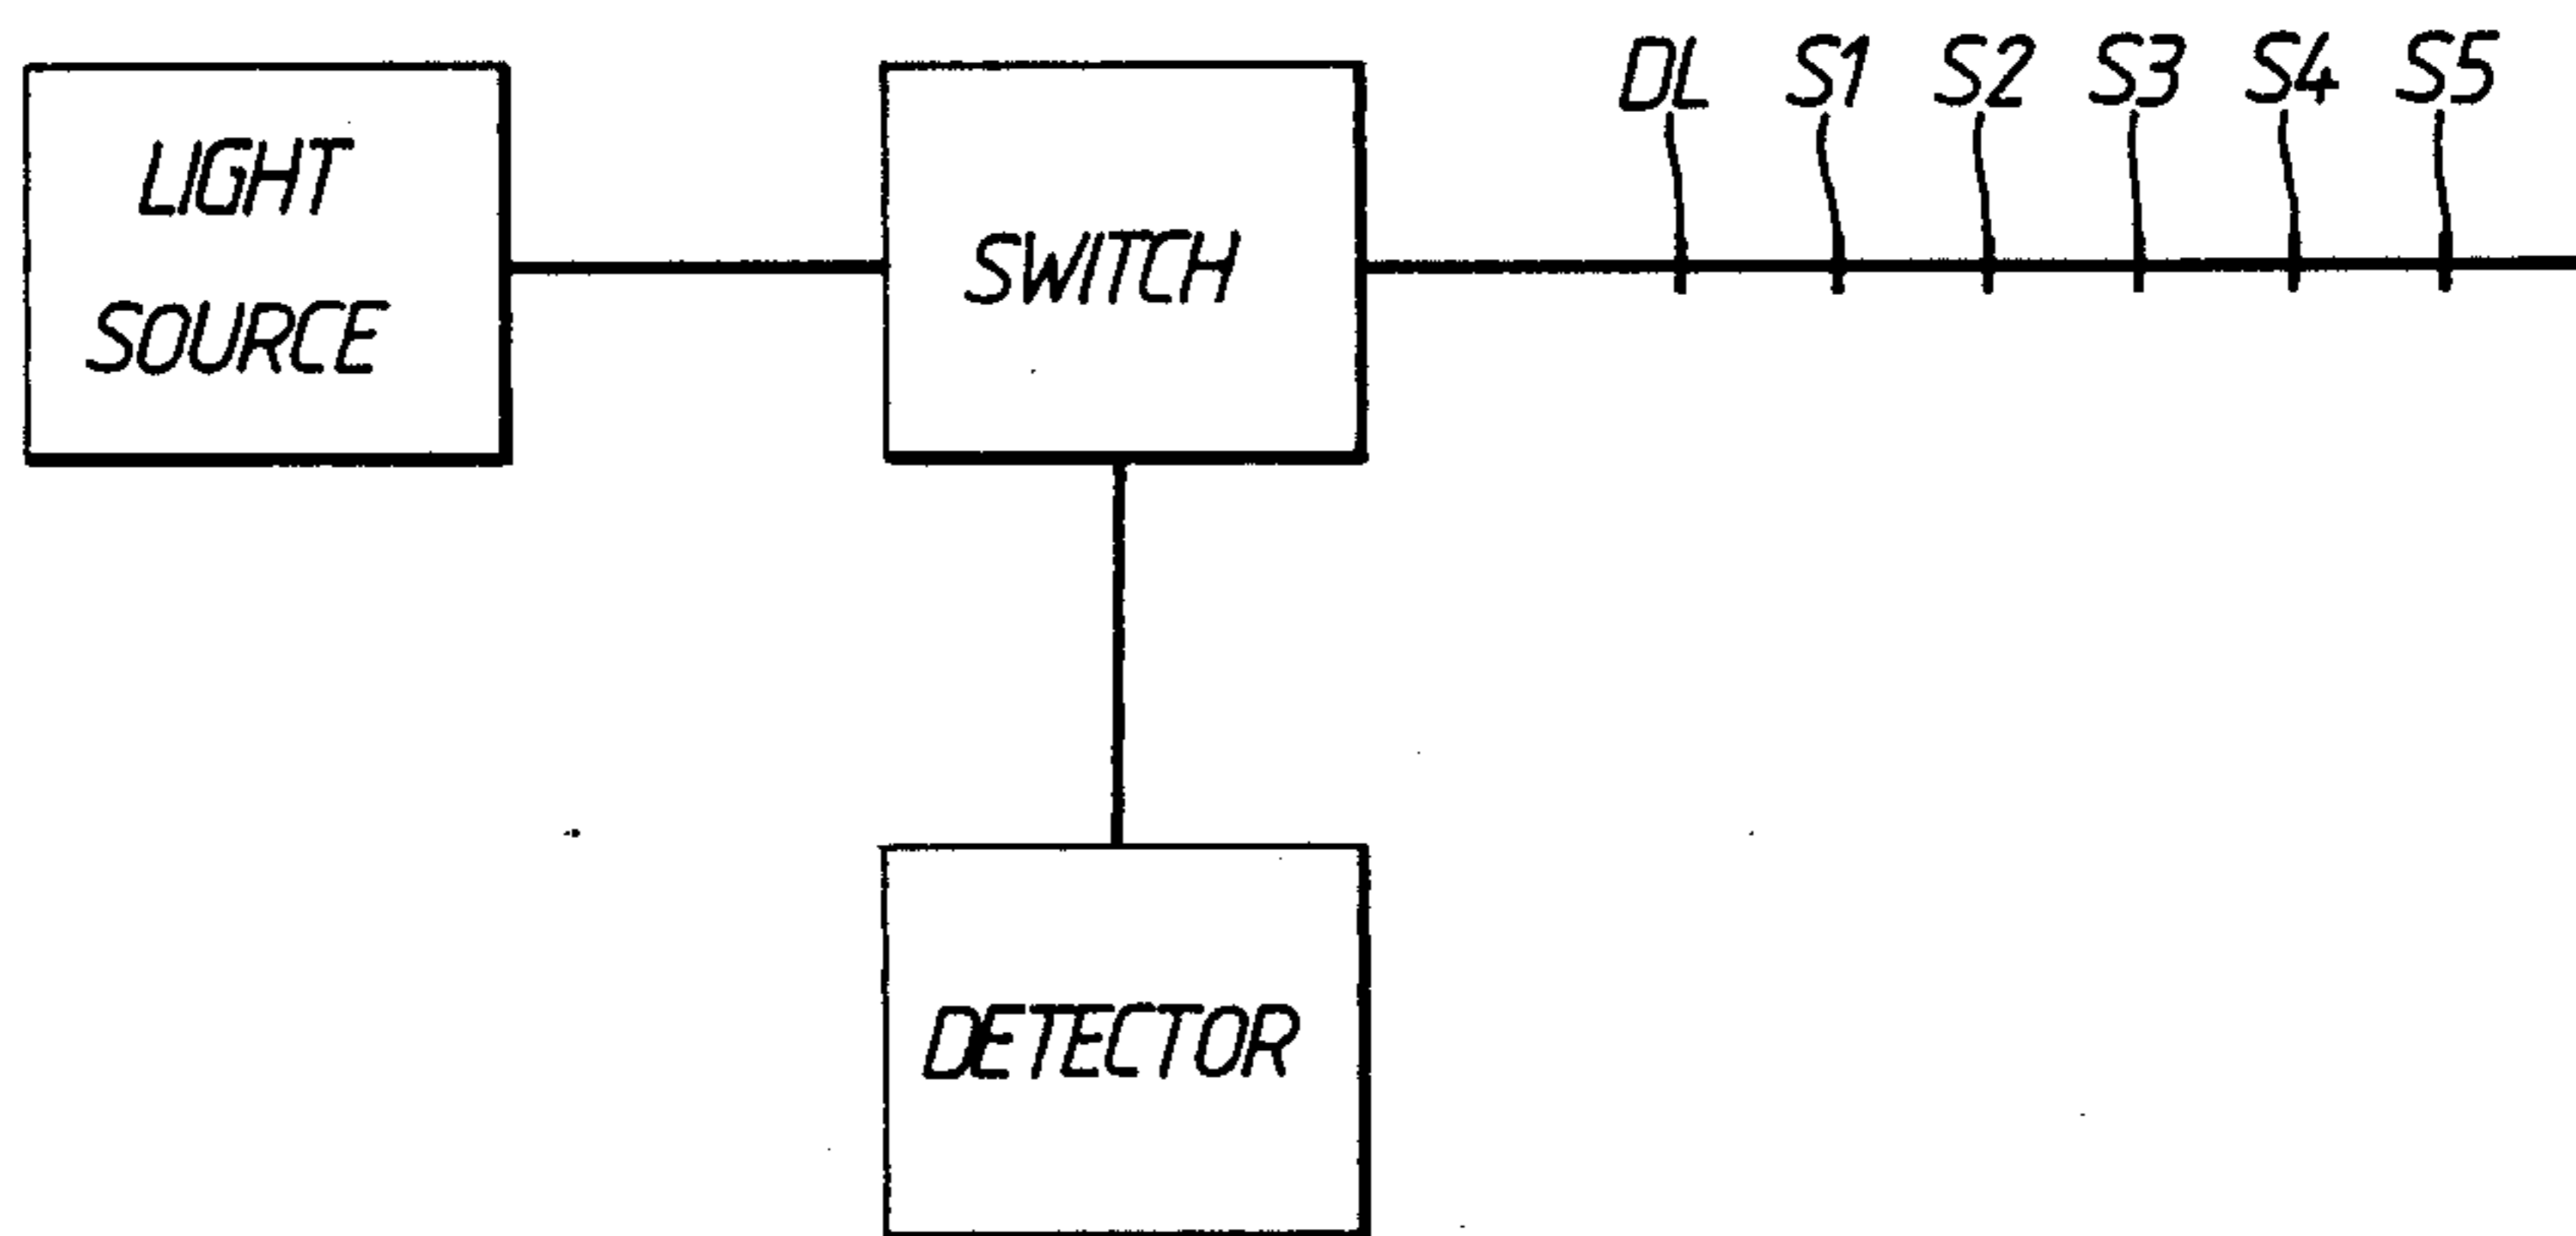 LIGHT
SOURCE
SWITCH
DL S1 S2 S3 S4 S5
DETECTOR